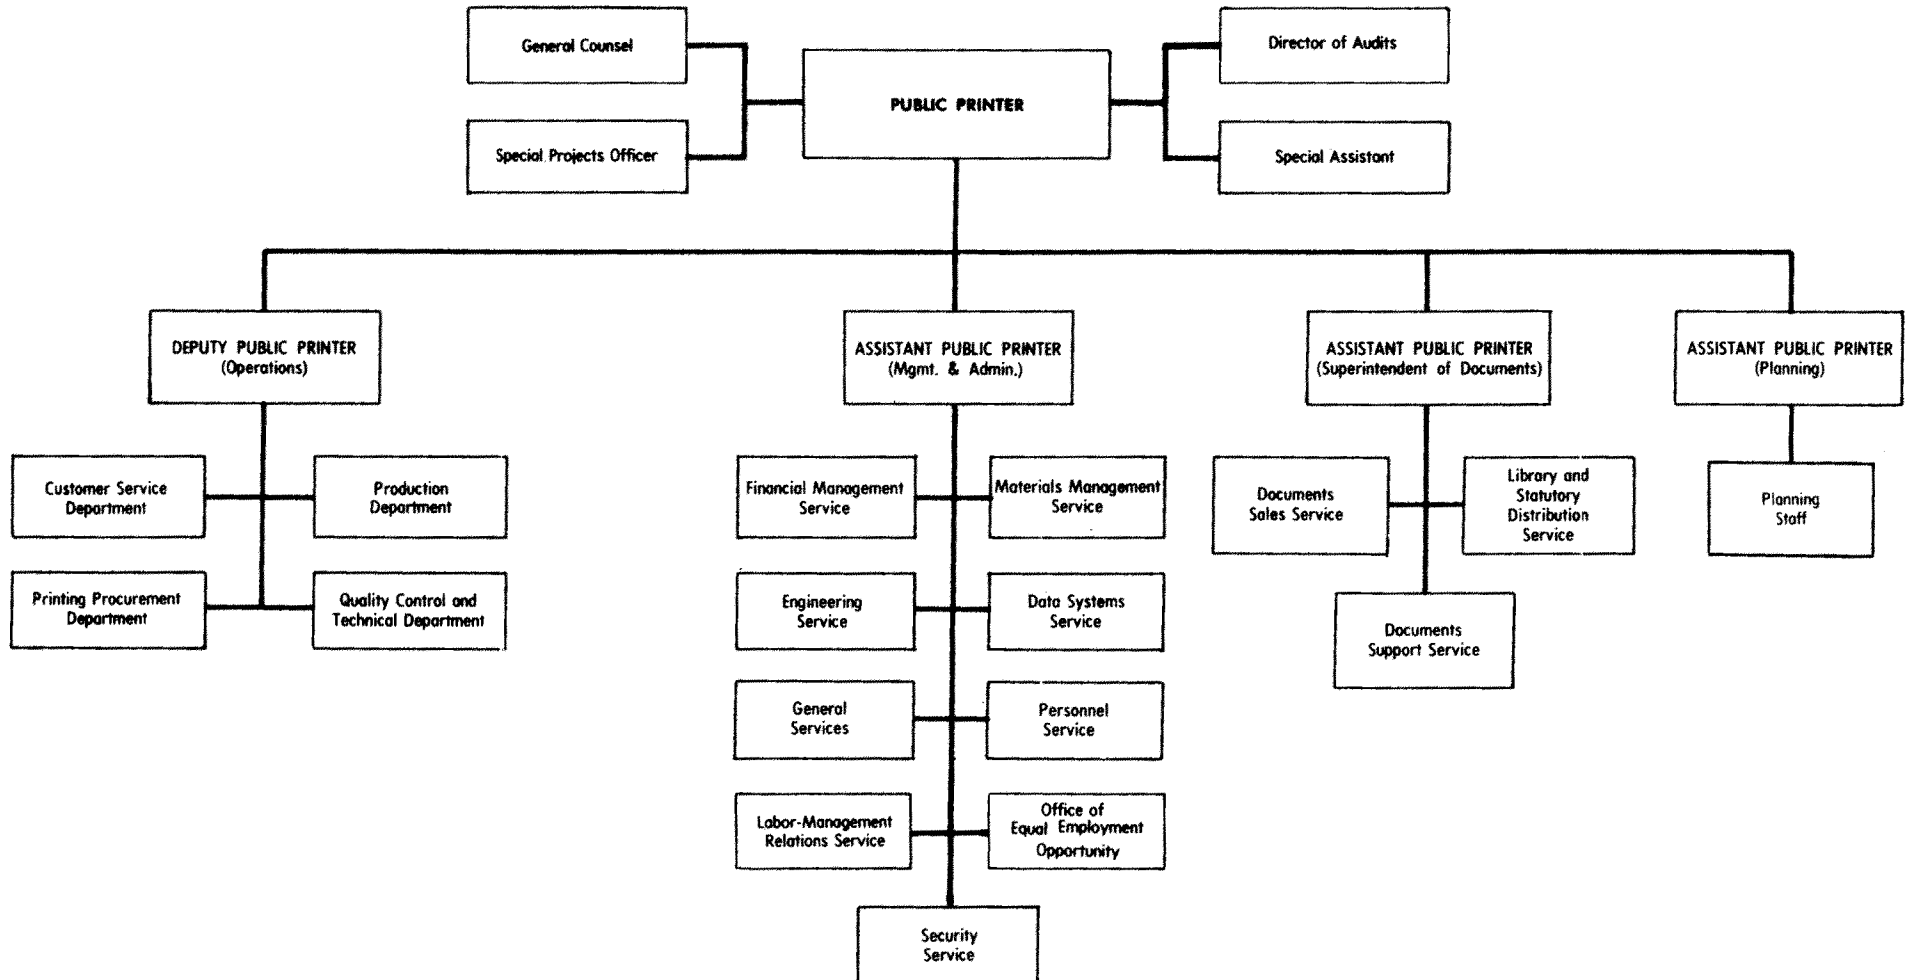 General Counsel
Director of Audits
PUBLIC PRINTER
Special Projects Officer
Special Assistant
DEPUTY PUBLIC PRINTER
(Operations)
ASSISTANT PUBLIC PRINTER
(Mgmt. & Admin.)
ASSISTANT PUBLIC PRINTER
(Superintendent of Documents)
ASSISTANT PUBLIC PRINTER
(Planning)
Customer Service
Department
Production
Department
Printing Procurement
Department
Quality Control and
Technical Department
Financial Management
Service
Materials Management
Service
Engineering
Service
Data Systems
Service
General
Services
Personnel
Service
Labor-Management
Relations Service
Office of
Equal Employment
Opportunity
Security
Service
Documents
Sales Service
Library and
Statutory
Distribution
Service
Documents
Support Service
Planning
Staff